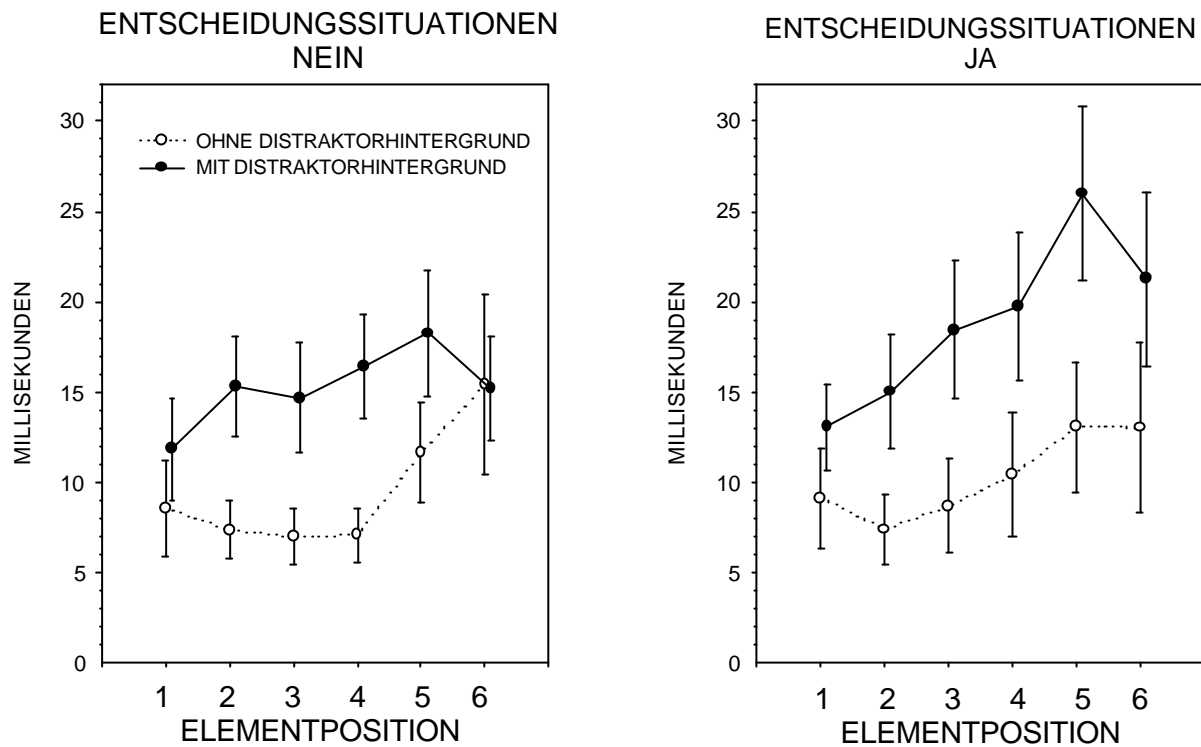 ENTSCHEIDUNGSSITUATIONEN
NEIN
30
25
20
15
10
5
0
MILLISEKUNDEN
OHNE DISTRAKTORHINTERGRUND
MIT DISTRAKTORHINTERGRUND
1 2 3 4 5 6
ELEMENTPOSITION
ENTSCHEIDUNGSSITUATIONEN
JA
30
25
20
15
10
5
0
MILLISEKUNDEN
1 2 3 4 5 6
ELEMENTPOSITION